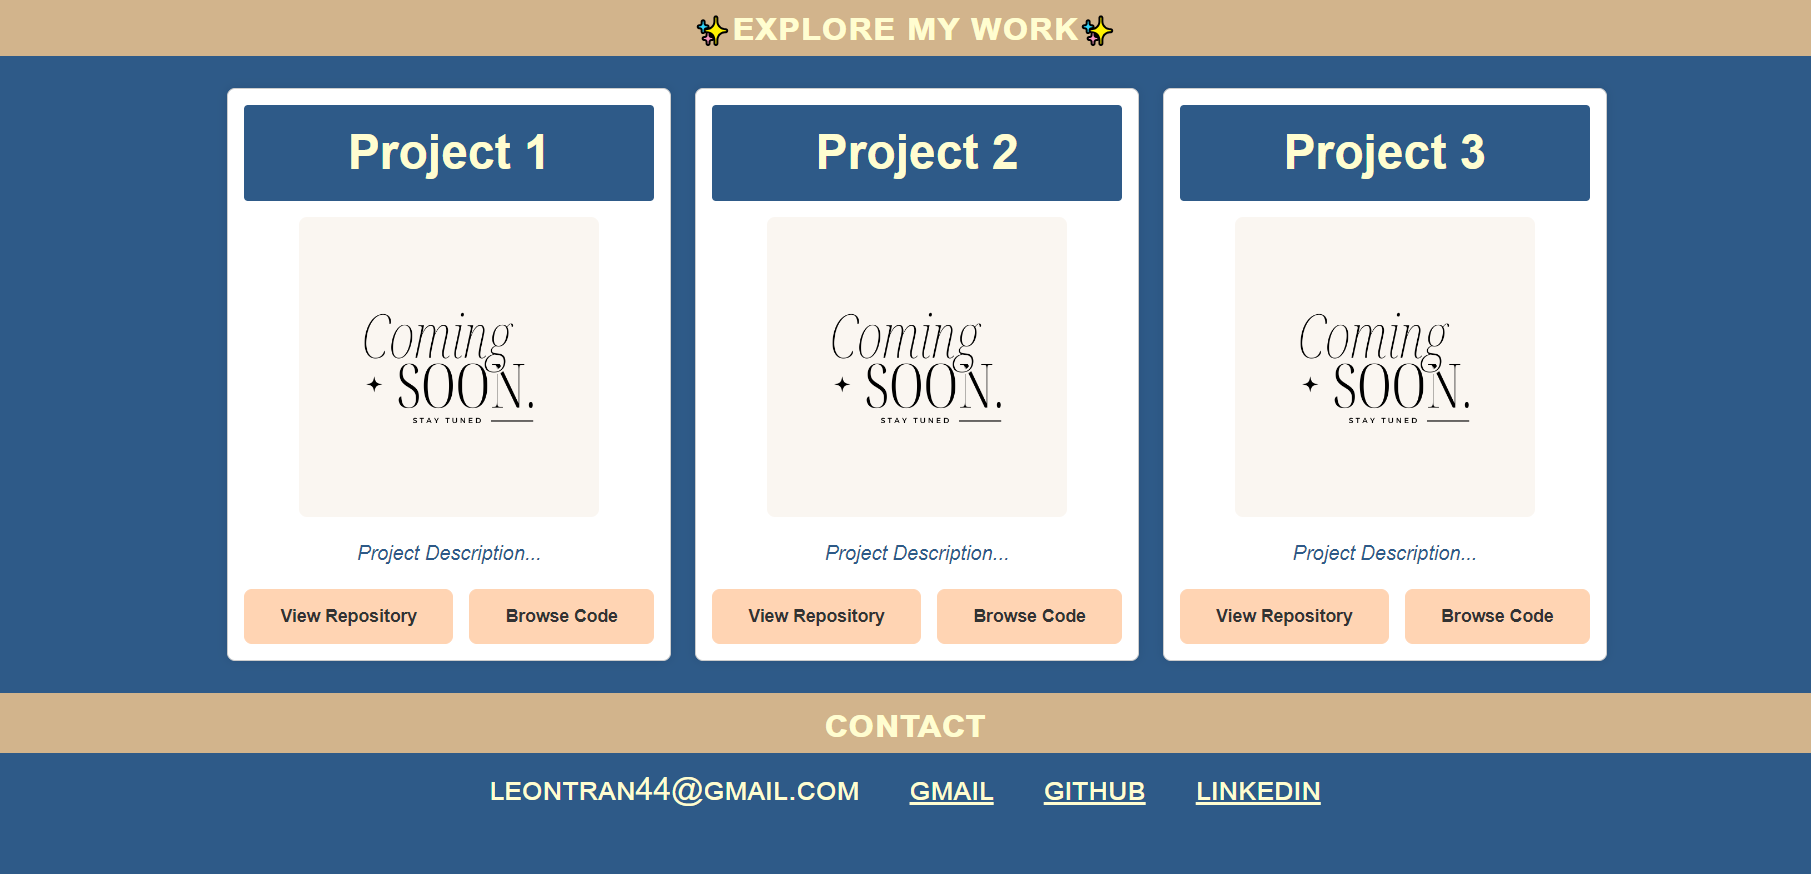 ✨EXPLORE MY WORK✨
Project 1
Project 2
Project 3
Coming
SOON.
STAY TUNED
Coming
SOON.
STAY TUNED
Coming
SOON.
STAY TUNED
Project Description...
Project Description...
Project Description...
View Repository
Browse Code
View Repository
Browse Code
View Repository
Browse Code
CONTACT
LEONTRAN44@GMAIL.COM GMAIL GITHUB LINKEDIN